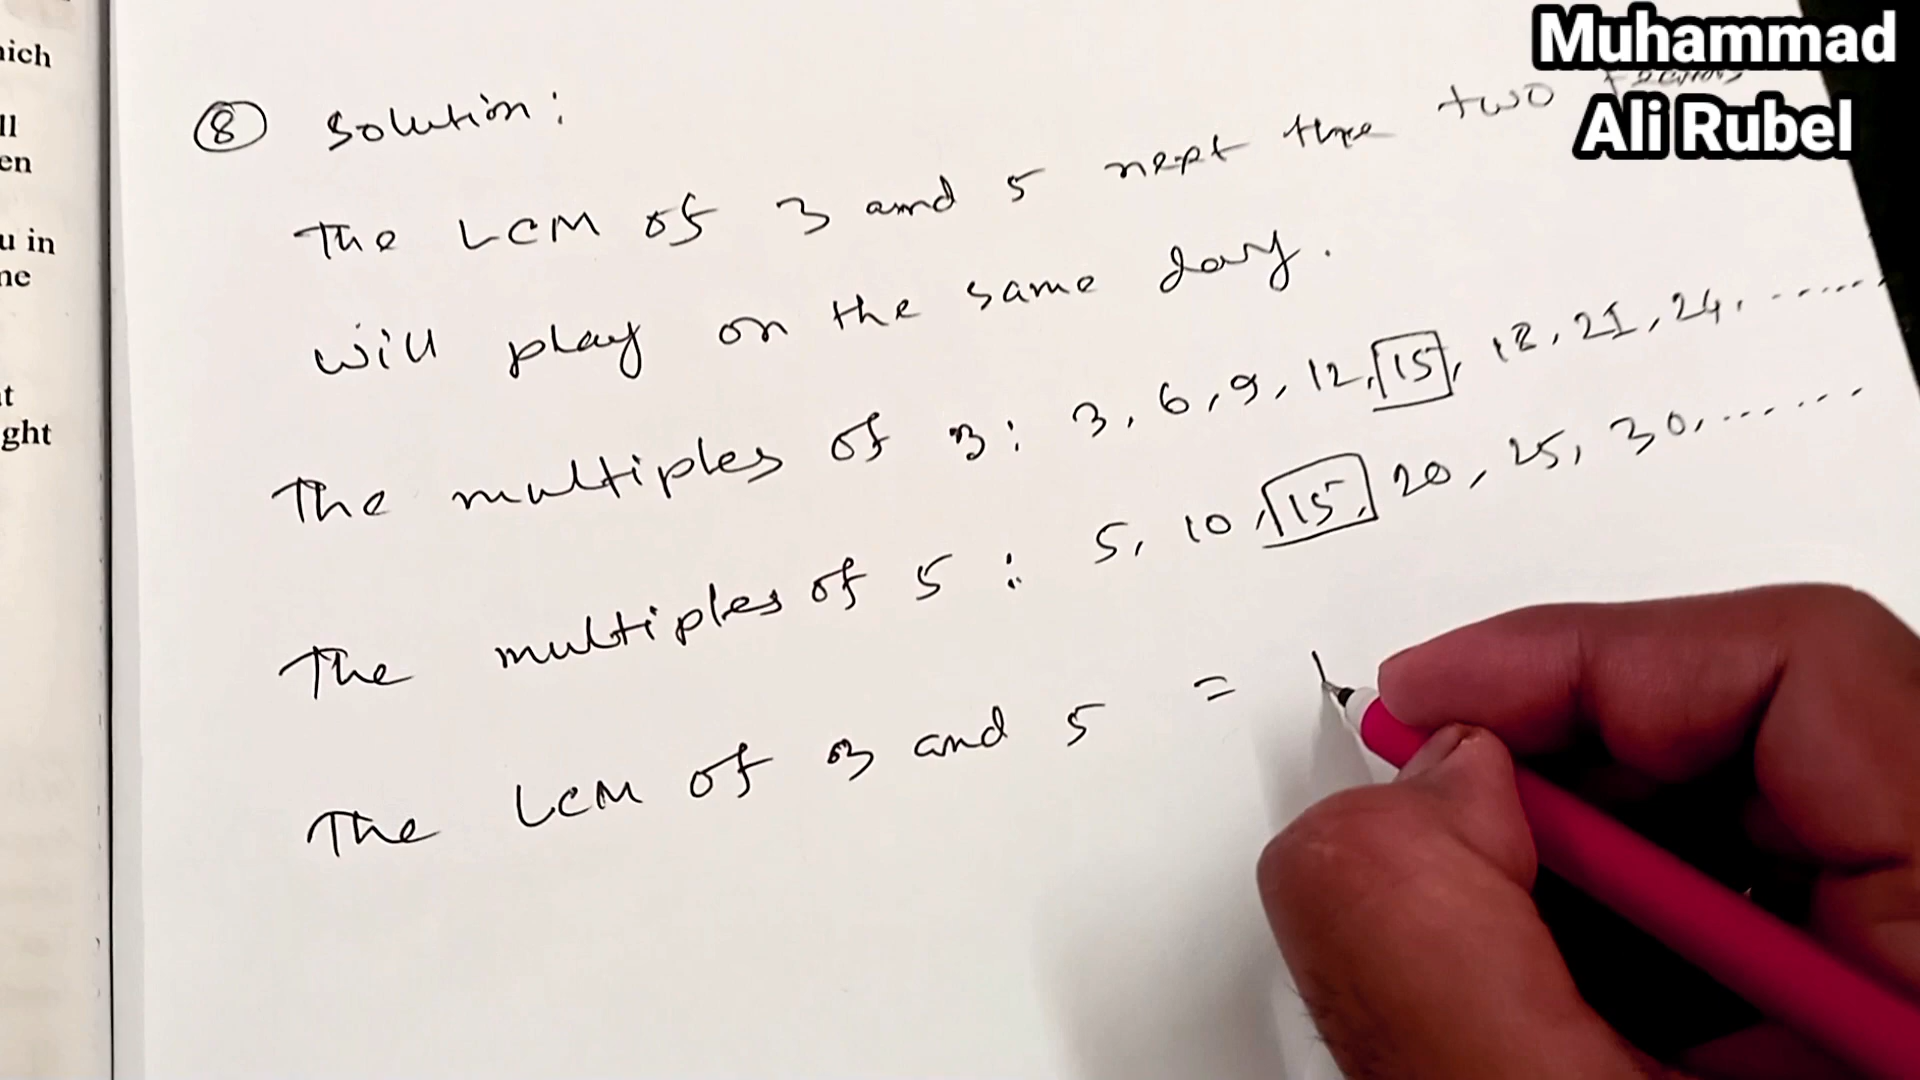 hich
ll
en
u in
ne
t
ght
Muhammad
Ali Rubel
8 Solution:
The LCM of 3 and 5 next the two
will play on the same day.
The multiples of 3: 3, 6, 9, 12, 15, 18, 21, 24, ......
The multiples of 5: 5, 10, 15, 20, 25, 30, ......
The LCM of 3 and 5 =